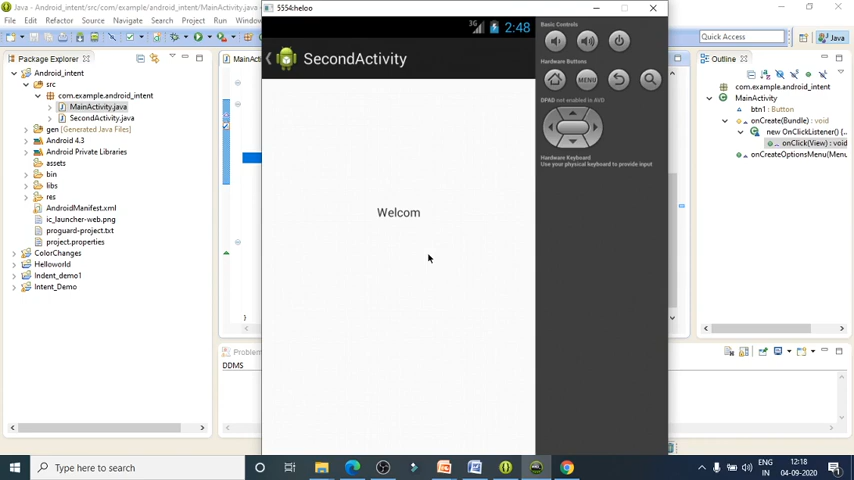 Java - Android_intent/src/com/example/android_intent/MainActivity.java
File Edit Refactor Source Navigate Search Project Run
Quick Access
Java
Package Explorer
Android_intent
src
com.example.android_intent
MainActivity.java
SecondActivity.java
gen [Generated Java Files]
Android 4.3
Android Private Libraries
assets
bin
libs
res
AndroidManifest.xml
ic_launcher-web.png
proguard-project.txt
project.properties
ColorChanges
Helloworld
Indent_demo1
Intent_Demo
MainActi
}
Problem
DDMS
5554:heloo
3G
2:48
SecondActivity
Welcom
Basic Controls
Hardware Buttons
MENU
DPAD not enabled in AVD
Hardware Keyboard
Use your physical keyboard to provide input
Outline
com.example.android_intent
MainActivity
btn1 : Button
onCreate(Bundle) : void
new OnClickListener() {..
onClick(View) : void
onCreateOptionsMenu(Menu
Type here to search
ENG
IN
12:18
04-09-2020